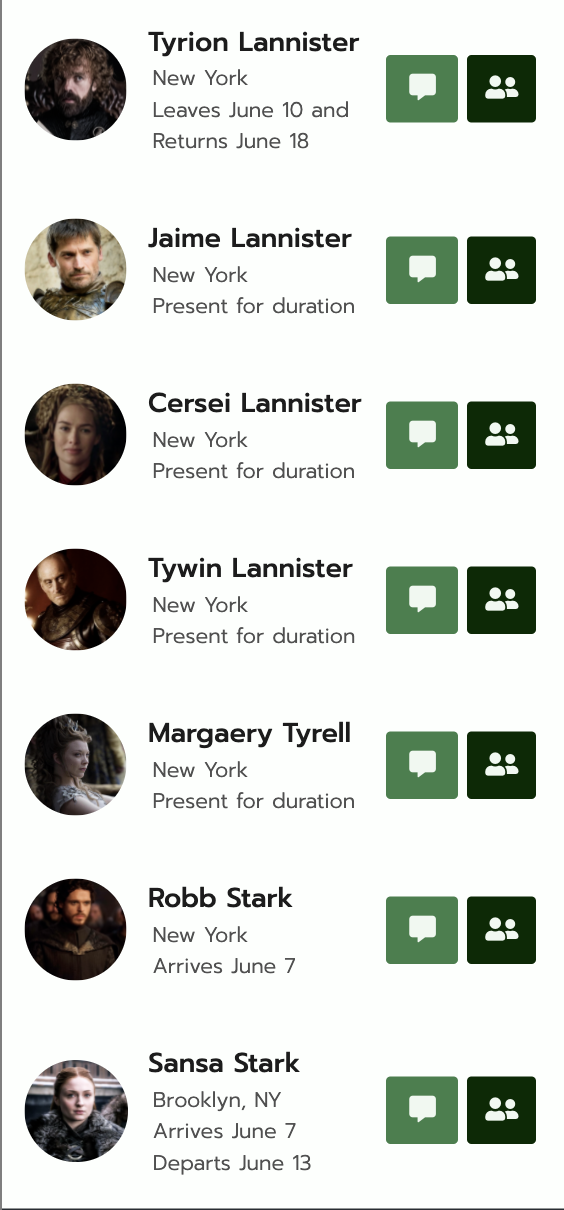 Tyrion Lannister
New York
Leaves June 10 and
Returns June 18
Jaime Lannister
New York
Present for duration
Cersei Lannister
New York
Present for duration
Tywin Lannister
New York
Present for duration
Margaery Tyrell
New York
Present for duration
Robb Stark
New York
Arrives June 7
Sansa Stark
Brooklyn, NY
Arrives June 7
Departs June 13